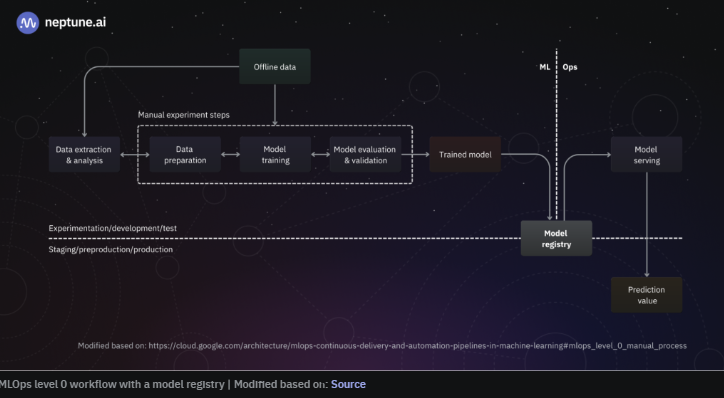 neptune.ai
Offline data
ML
Ops
Manual experiment steps
Data extraction
& analysis
Data
preparation
Model
training
Model evaluation
& validation
Trained model
Model
serving
Experimentation/development/test
Model
registry
Staging/preproduction/production
Prediction
value
Modified based on: https://cloud.google.com/architecture/mlops-continuous-delivery-and-automation-pipelines-in-machine-learning#mlops_level_0_manual_process
MLOps level 0 workflow with a model registry | Modified based on: Source